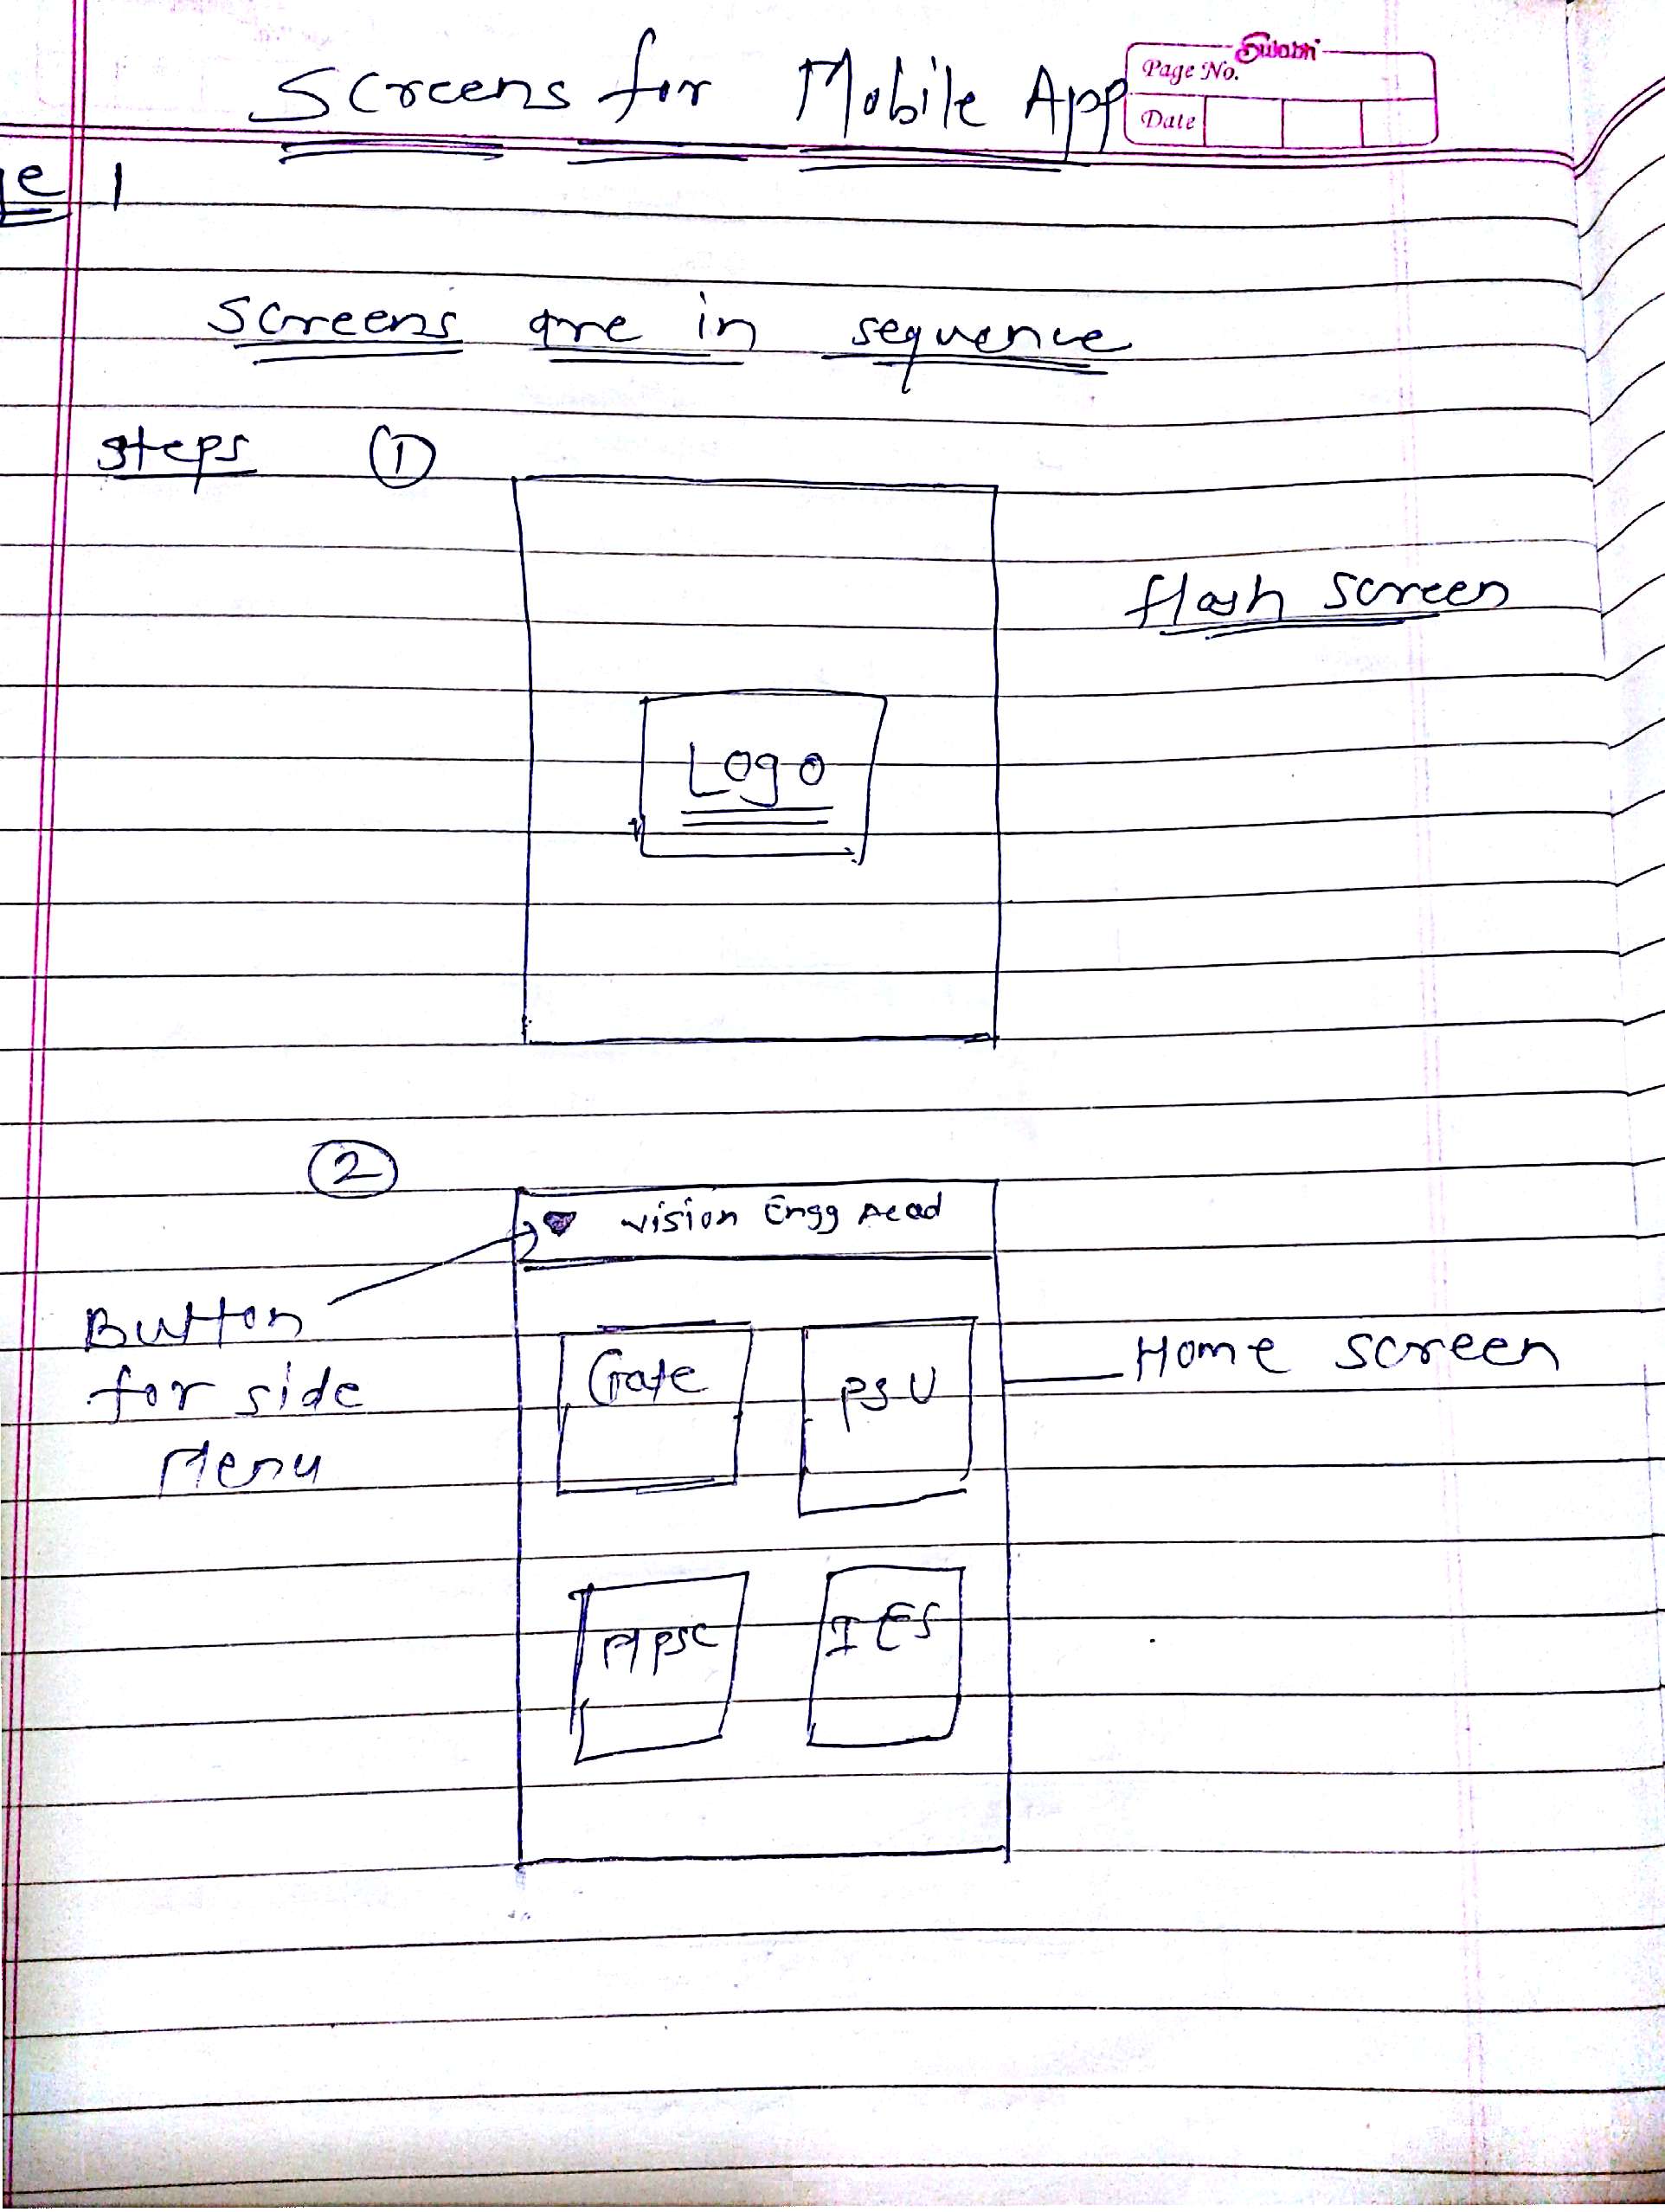 Screens for Mobile App
Swabhi
Page No.
Date
ge 1
Screens are in sequence
Steps 1
flash screen
Logo
2
vision Engg Acad
Button
for side
Menu
Gate
PSU
Home screen
MPSC
IES